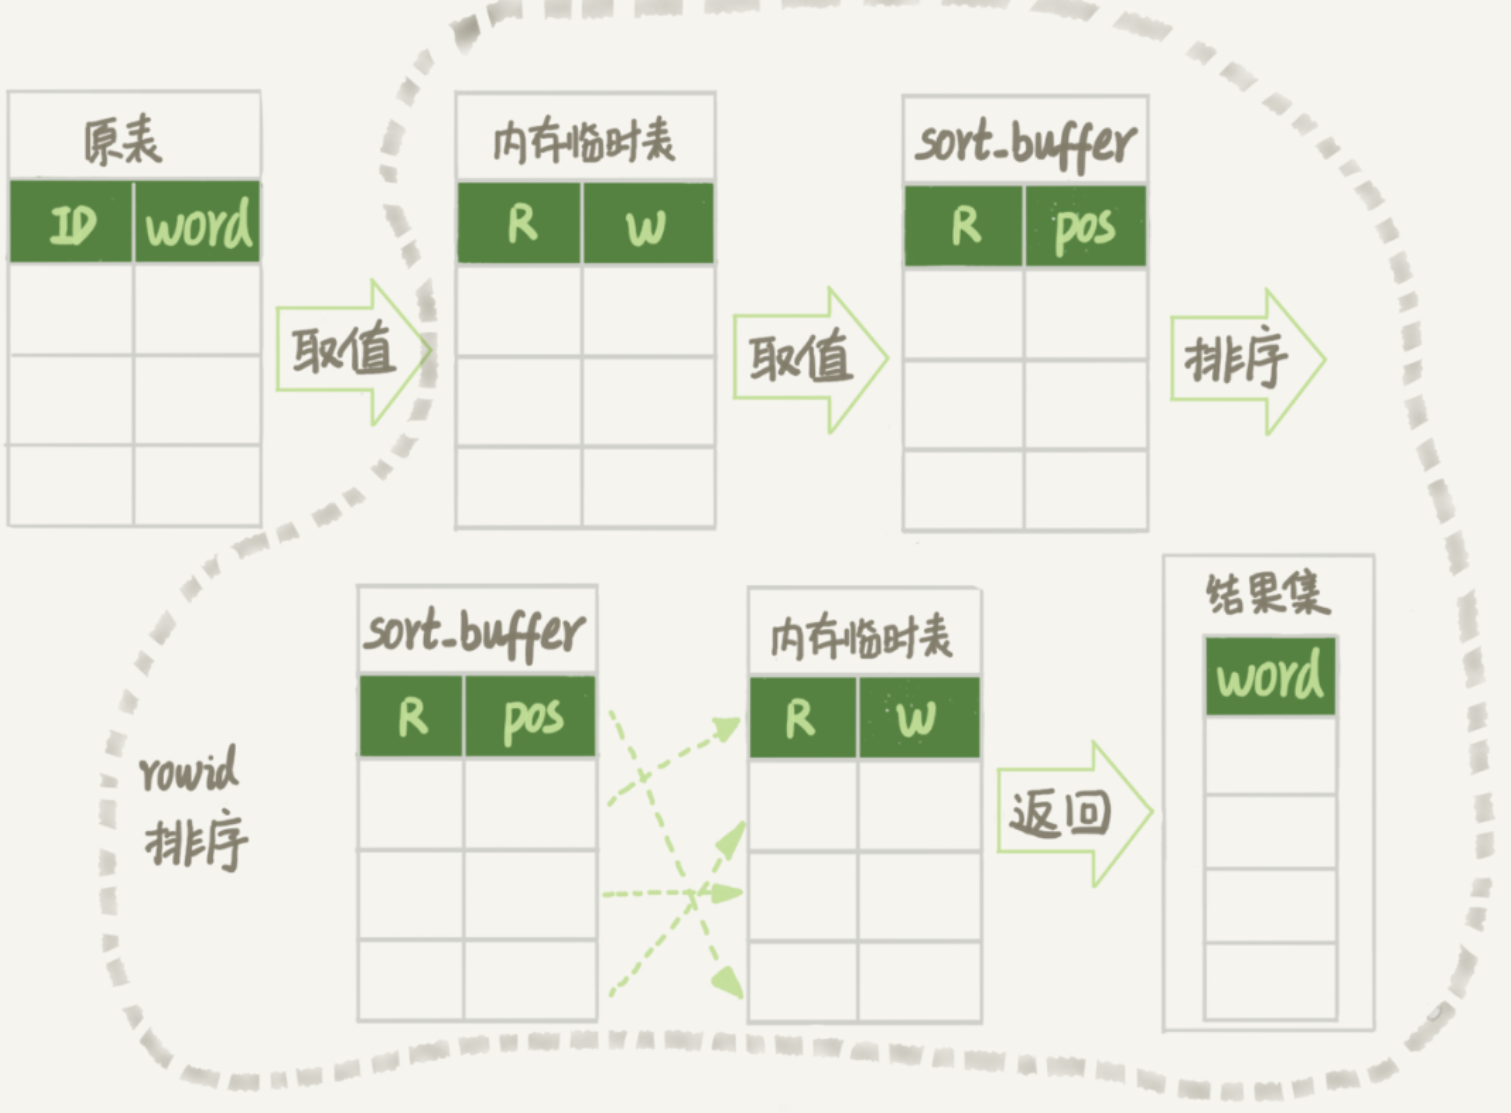 原表
ID word
取值
内存临时表
R W
取值
sort_buffer
R pos
排序
rowid
排序
sort_buffer
R pos
内存临时表
R W
返回
结果集
word